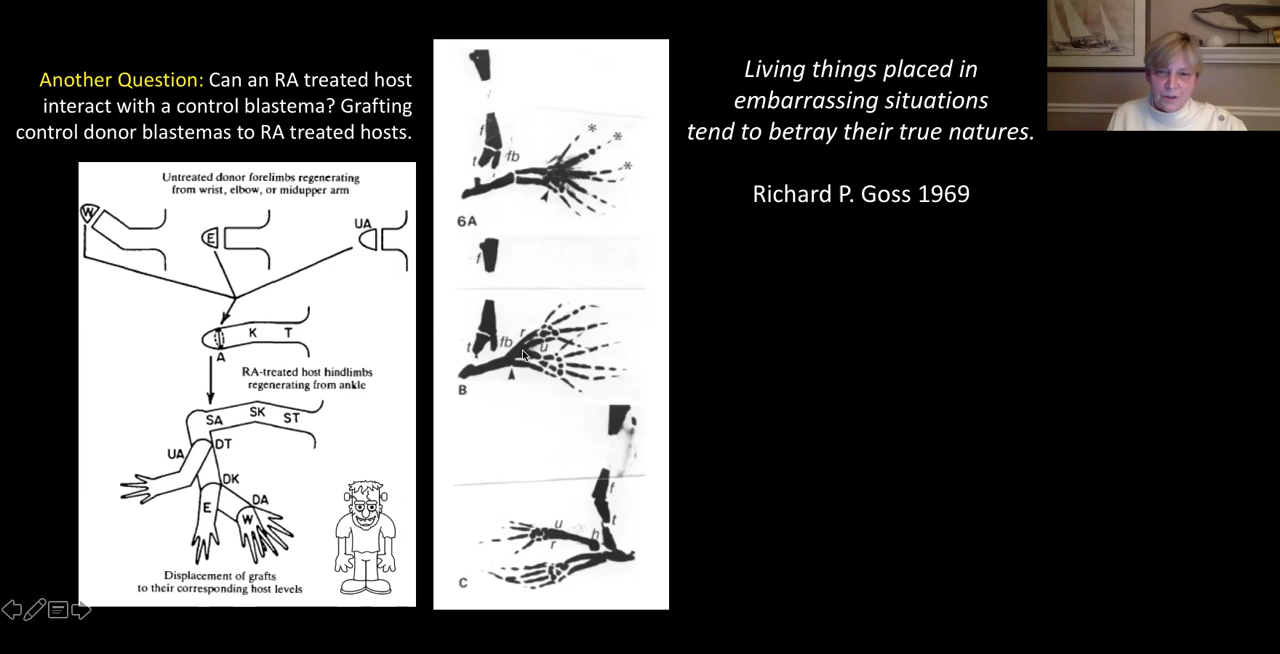 Another Question: Can an RA treated host
interact with a control blastema? Grafting
control donor blastemas to RA treated hosts.
Untreated donor forelimbs regenerating
from wrist, elbow, or midupper arm
W
E
UA
K T
A
RA-treated host hindlimbs
regenerating from ankle
SA SK ST
UA DT
DK
E W DA
Displacement of grafts
to their corresponding host levels
f
t fb
* * *
6A
f
r
t fb u
B
f
t
u h
r
C
Living things placed in
embarrassing situations
tend to betray their true natures.
Richard P. Goss 1969